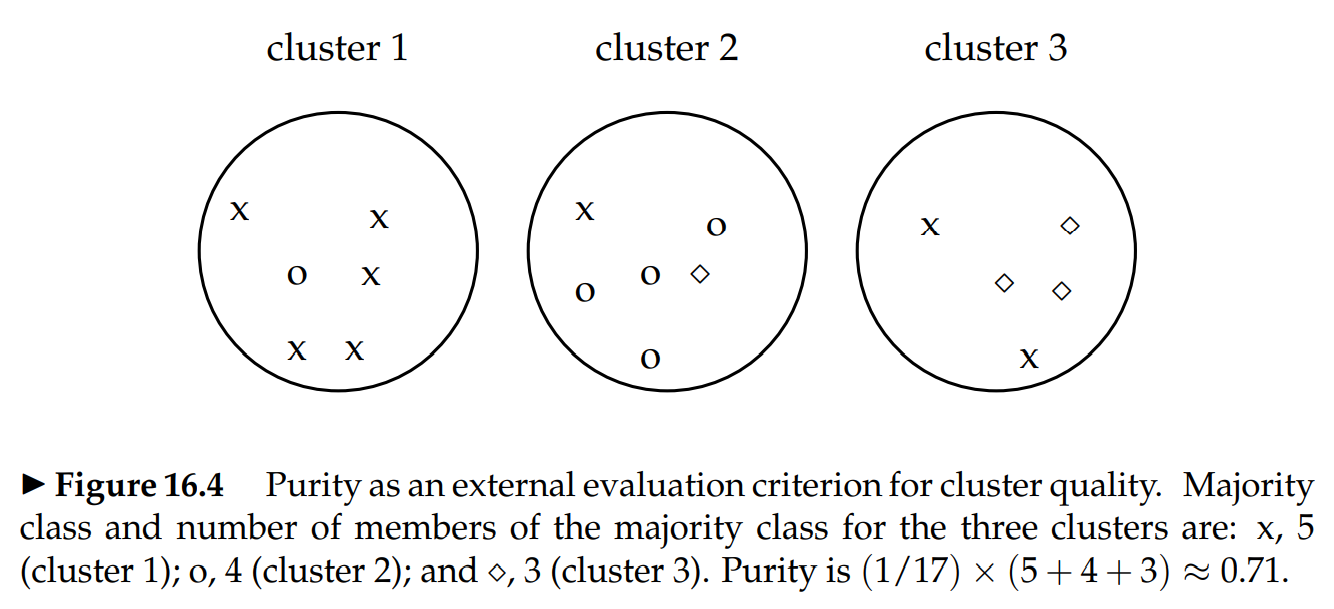 cluster 1 cluster 2 cluster 3
x x x o x ⋄
o x o o ⋄ ⋄ ⋄
x x o x
► Figure 16.4 Purity as an external evaluation criterion for cluster quality. Majority
class and number of members of the majority class for the three clusters are: x, 5
(cluster 1); o, 4 (cluster 2); and ⋄, 3 (cluster 3). Purity is (1/17) × (5 + 4 + 3) ≈ 0.71.